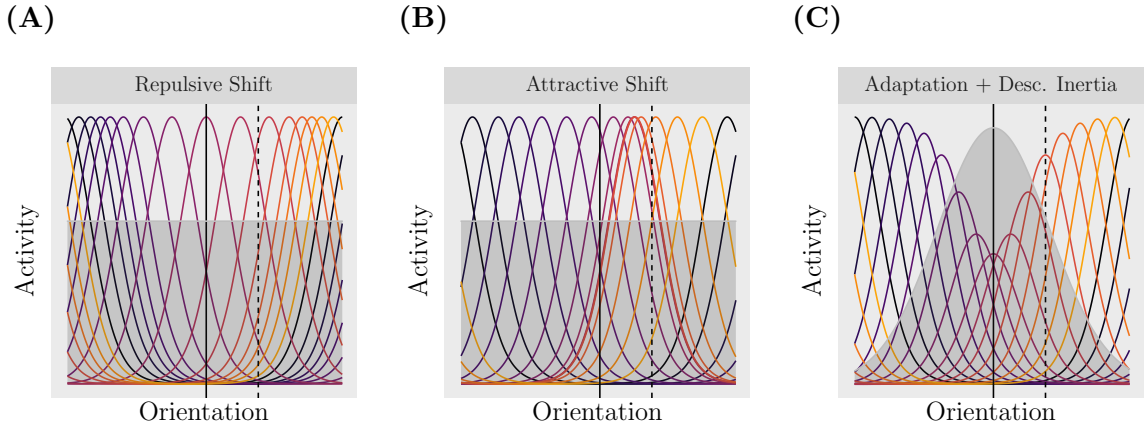 (A)
(B)
(C)
Repulsive Shift
Attractive Shift
Adaptation + Desc. Inertia
Activity
Activity
Activity
Orientation
Orientation
Orientation